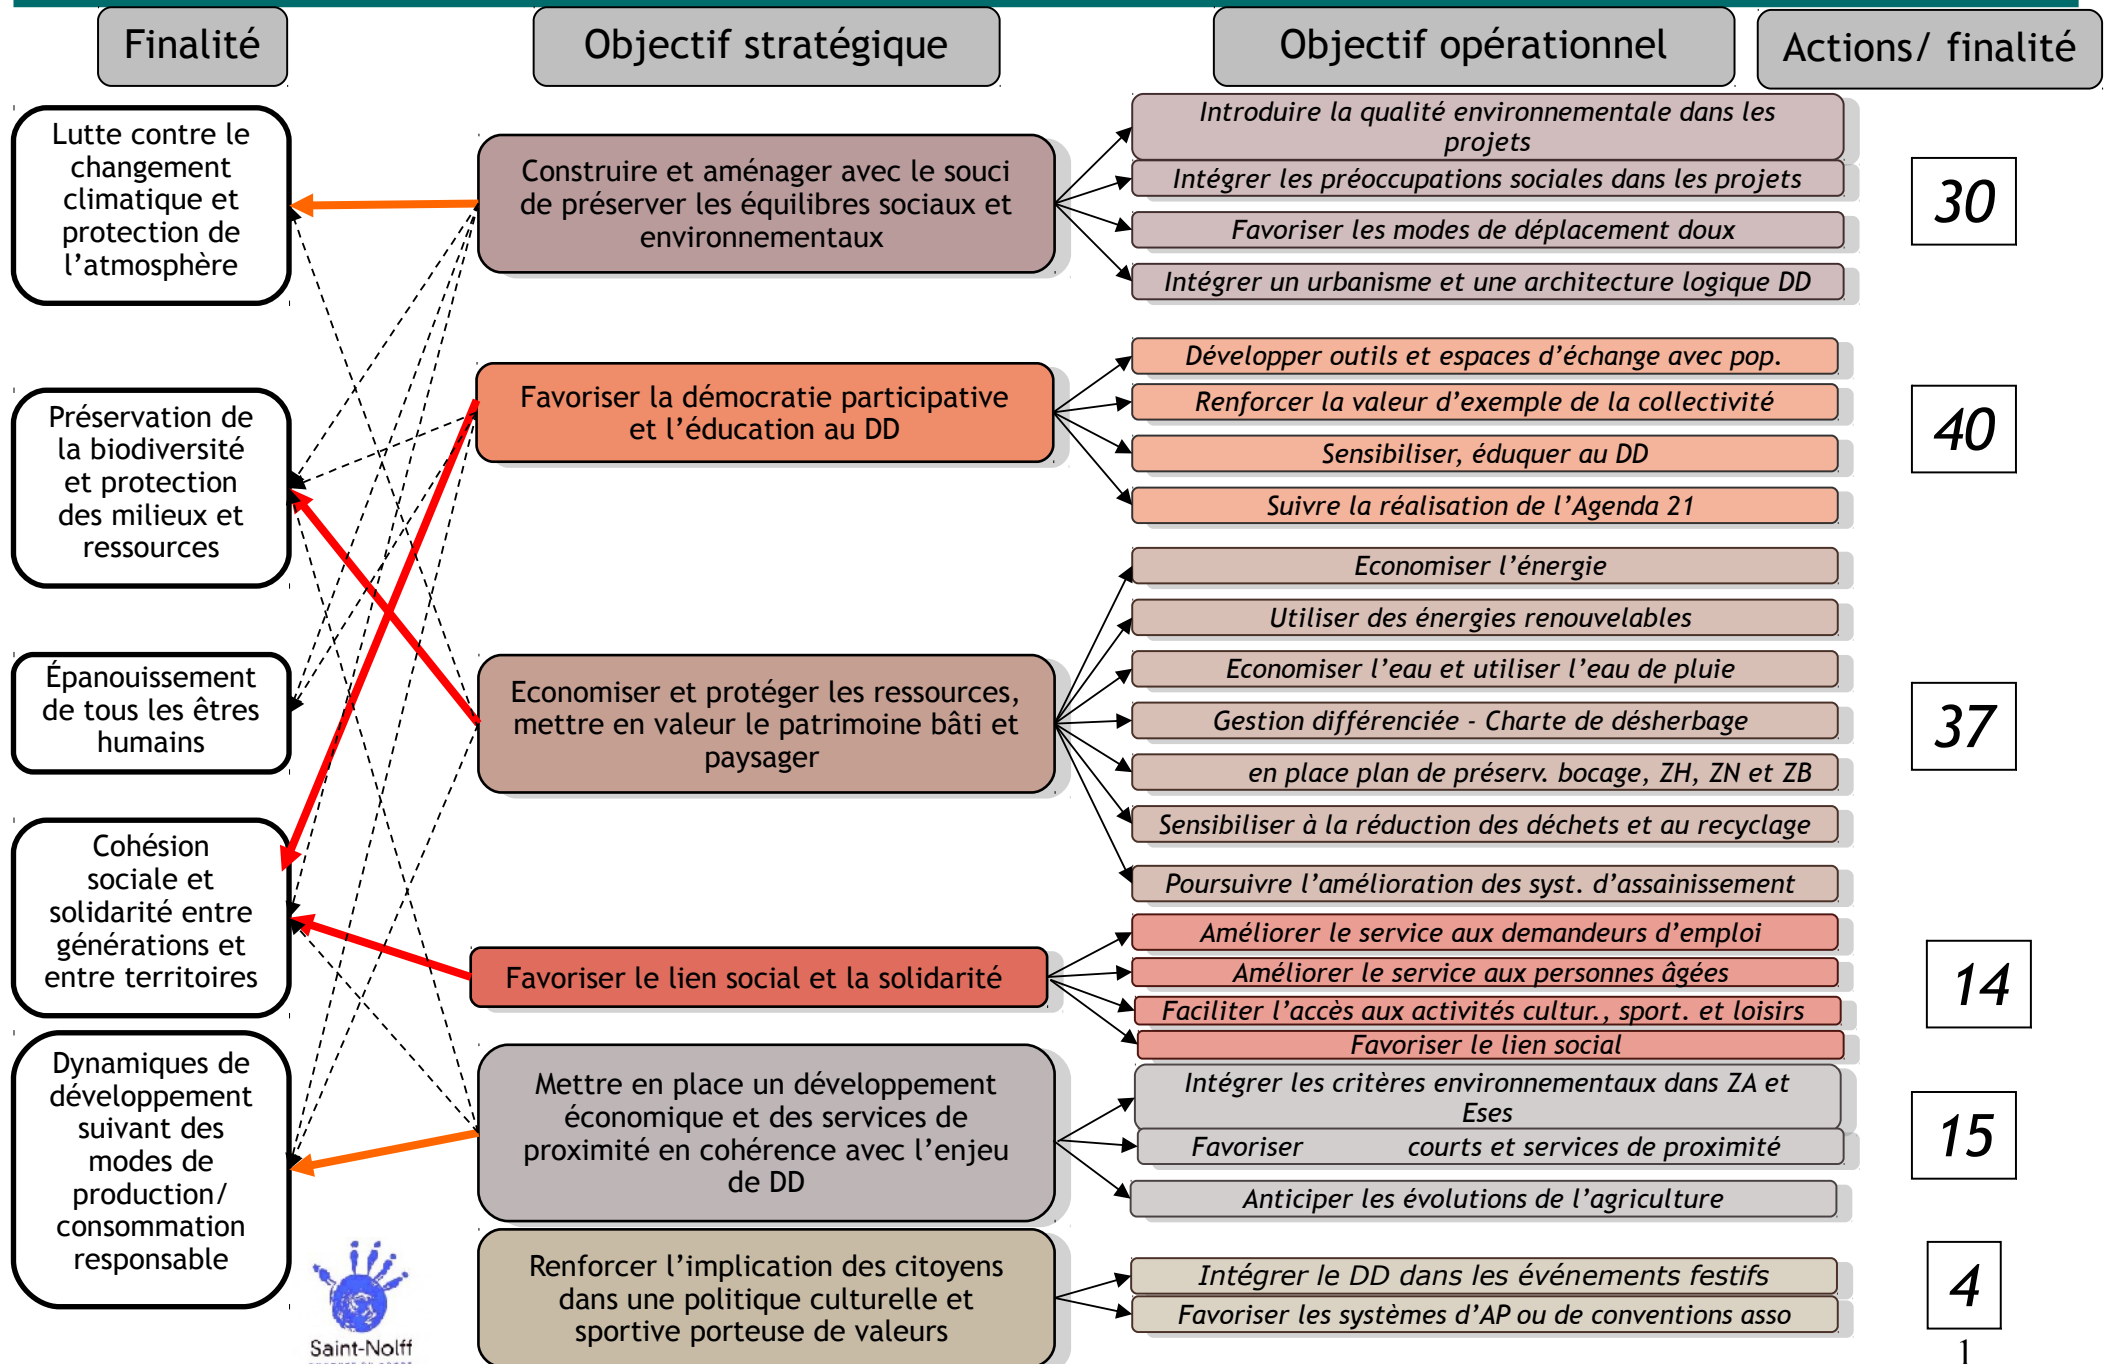 Finalité
Objectif stratégique
Objectif opérationnel
Actions/ finalité
Lutte contre le
changement
climatique et
protection de
l'atmosphère
Préservation de
la biodiversité
et protection
des milieux et
ressources
Épanouissement
de tous les êtres
humains
Cohésion
sociale et
solidarité entre
générations et
entre territoires
Dynamiques de
développement
suivant des
modes de
production/
consommation
responsable
Construire et aménager avec le souci
de préserver les équilibres sociaux et
environnementaux
Introduire la qualité environnementale dans les
projets
Intégrer les préoccupations sociales dans les projets
Favoriser les modes de déplacement doux
Intégrer un urbanisme et une architecture logique DD
30
Favoriser la démocratie participative
et l'éducation au DD
Développer outils et espaces d'échange avec pop.
Renforcer la valeur d'exemple de la collectivité
Sensibiliser, éduquer au DD
Suivre la réalisation de l'Agenda 21
40
Economiser et protéger les ressources,
mettre en valeur le patrimoine bâti et
paysager
Economiser l'énergie
Utiliser des énergies renouvelables
Economiser l'eau et utiliser l'eau de pluie
Gestion différenciée - Charte de désherbage
en place plan de préserv. bocage, ZH, ZN et ZB
Sensibiliser à la réduction des déchets et au recyclage
Poursuivre l'amélioration des syst. d'assainissement
37
Favoriser le lien social et la solidarité
Améliorer le service aux demandeurs d'emploi
Améliorer le service aux personnes âgées
Faciliter l'accès aux activités cultur., sport. et loisirs
Favoriser le lien social
14
Mettre en place un développement
économique et des services de
proximité en cohérence avec l'enjeu
de DD
Intégrer les critères environnementaux dans ZA et
Eses
Favoriser courts et services de proximité
Anticiper les évolutions de l'agriculture
15
Renforcer l'implication des citoyens
dans une politique culturelle et
sportive porteuse de valeurs
Intégrer le DD dans les événements festifs
Favoriser les systèmes d'AP ou de conventions asso
4
Saint-Nolff
1